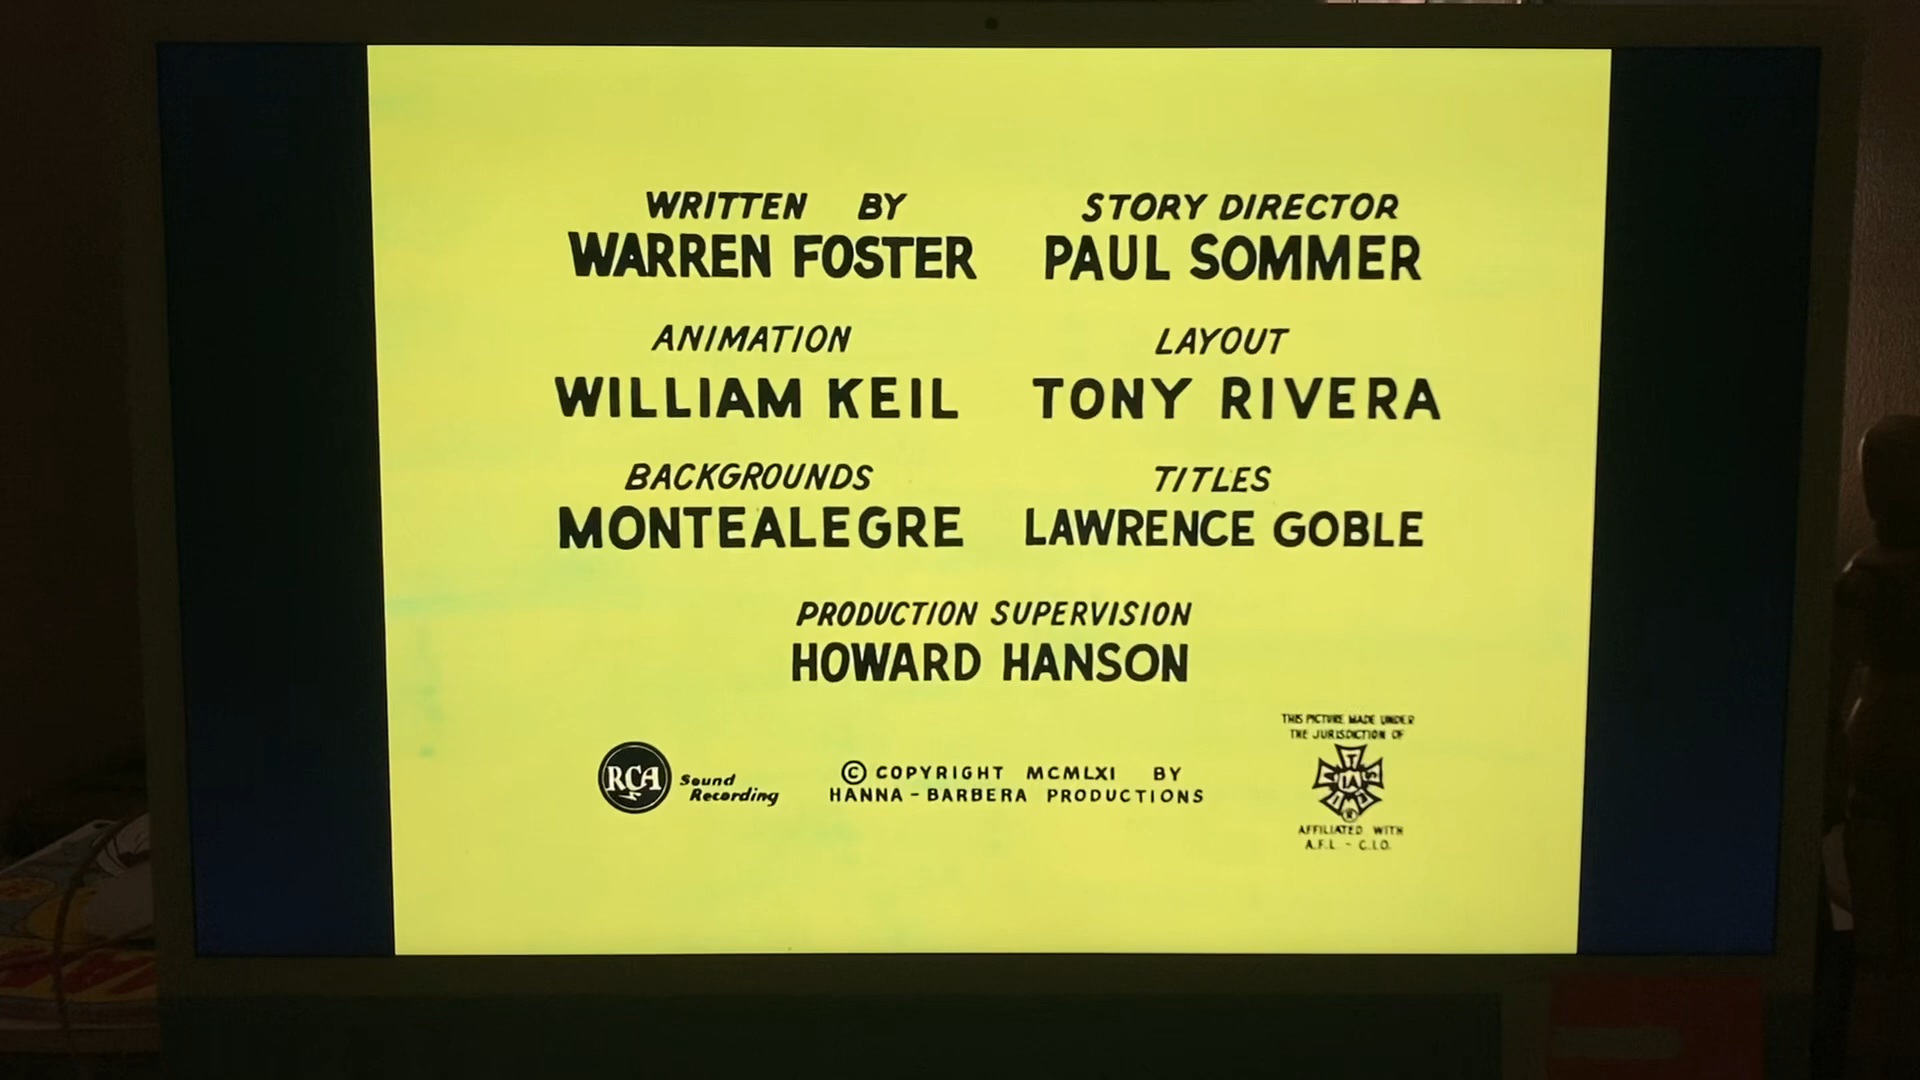 WRITTEN BY
WARREN FOSTER
STORY DIRECTOR
PAUL SOMMER
ANIMATION
WILLIAM KEIL
LAYOUT
TONY RIVERA
BACKGROUNDS
MONTEALEGRE
TITLES
LAWRENCE GOBLE
PRODUCTION SUPERVISION
HOWARD HANSON
RCA
Sound
Recording
© COPYRIGHT MCMLXI BY
HANNA-BARBERA PRODUCTIONS
THIS PICTURE MADE UNDER
THE JURISDICTION OF
IATSE
®
AFFILIATED WITH
A.F.L. - C.I.O.